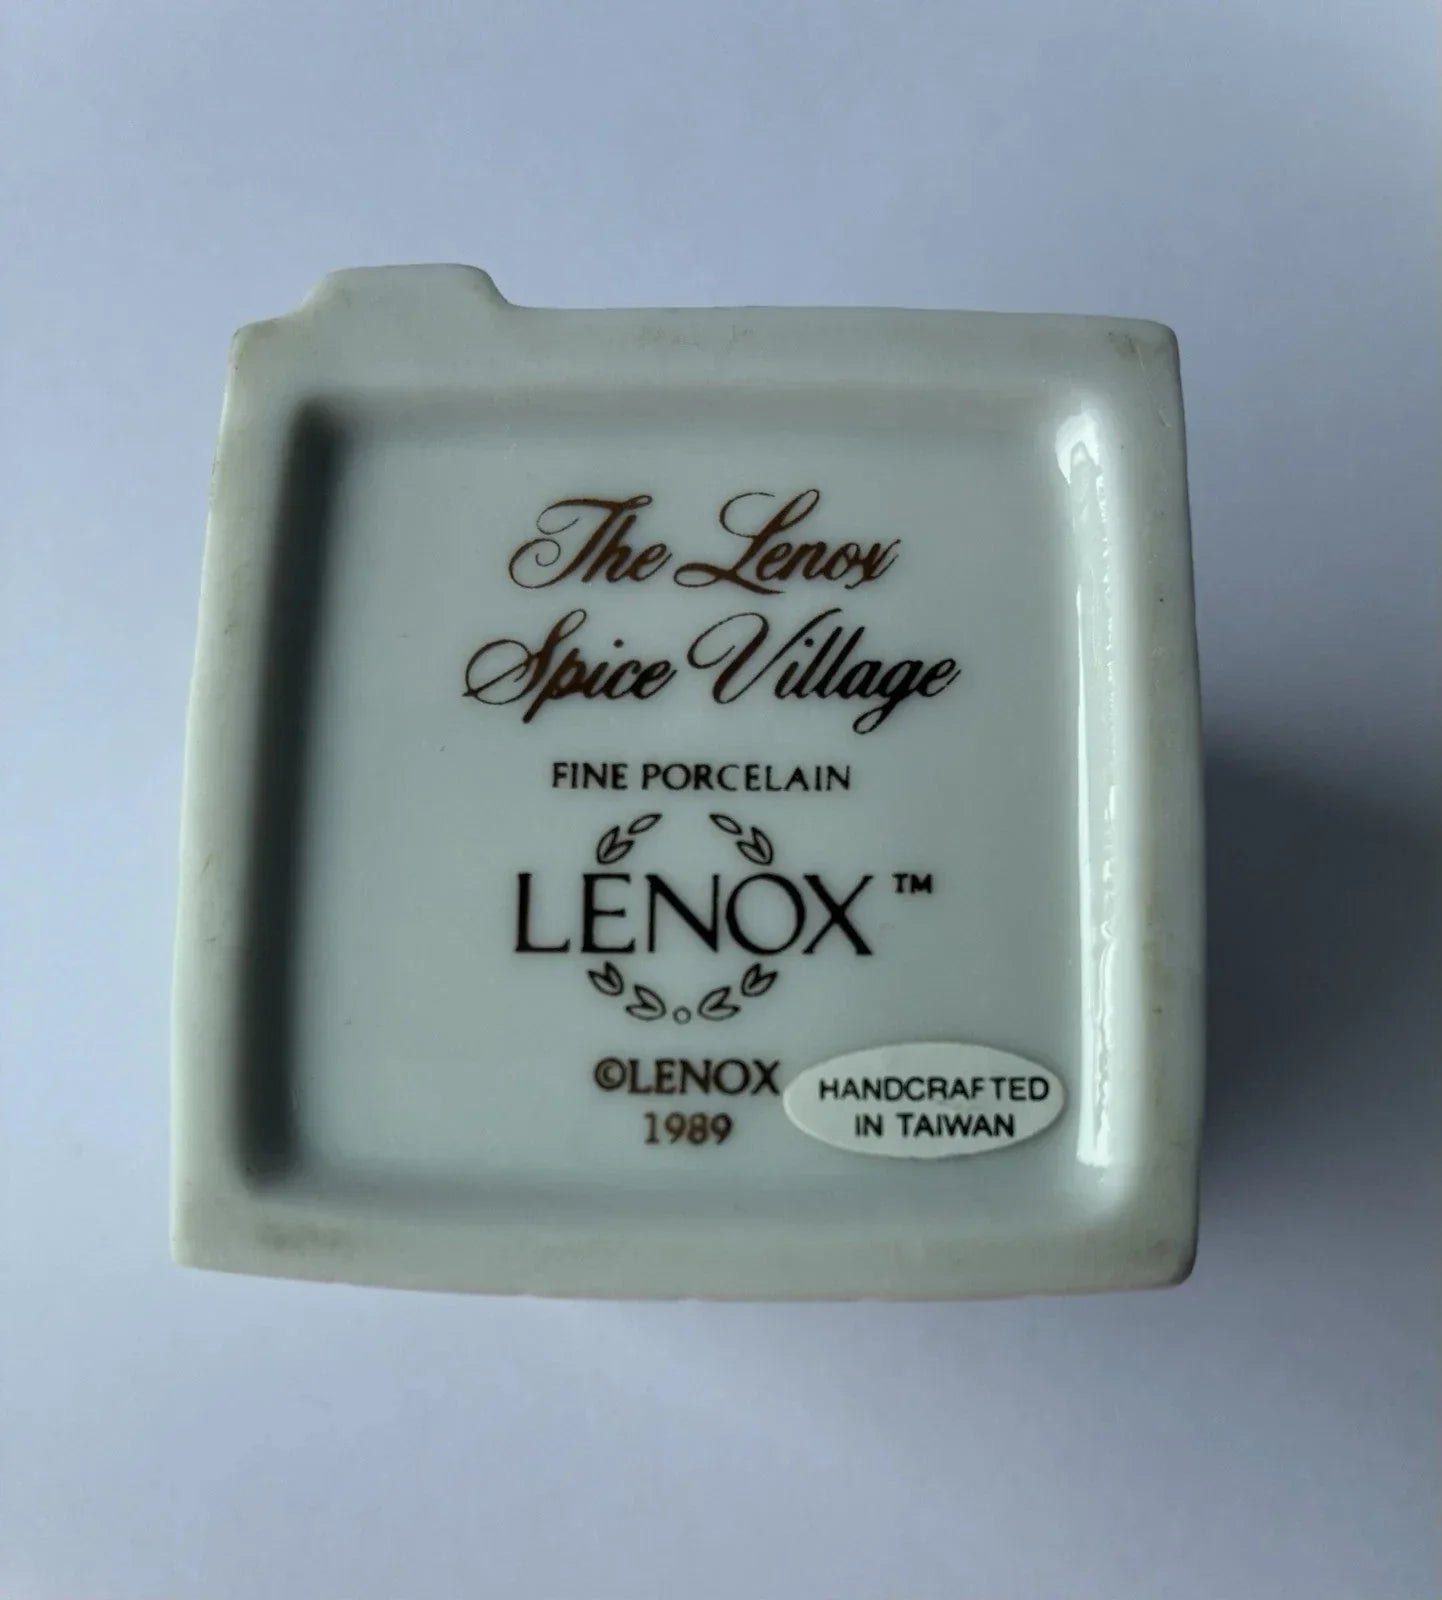 The Lenox
Spice Village
FINE PORCELAIN
LENOX™
©LENOX
1989
HANDCRAFTED
IN TAIWAN